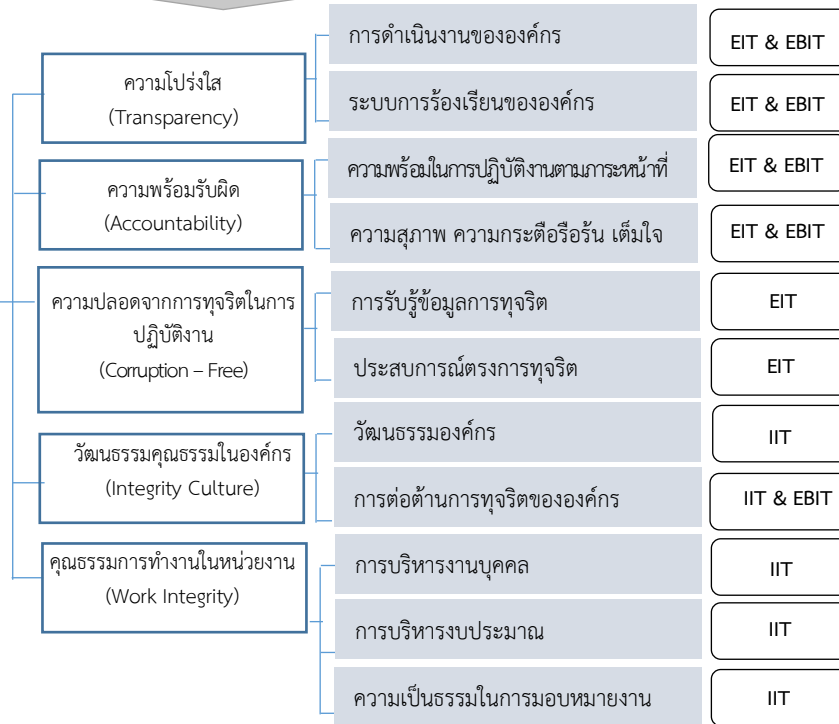 การดำเนินงานขององค์กร
EIT & EBIT
ความโปร่งใส
(Transparency)
ระบบการร้องเรียนขององค์กร
EIT & EBIT
ความพร้อมในการปฏิบัติงานตามภาระหน้าที่
EIT & EBIT
ความพร้อมรับผิด
(Accountability)
ความสุภาพ ความกระตือรือร้น เต็มใจ
EIT & EBIT
ความปลอดจากการทุจริตในการ
ปฏิบัติงาน
(Corruption – Free)
การรับรู้ข้อมูลการทุจริต
EIT
ประสบการณ์ตรงการทุจริต
EIT
วัฒนธรรมคุณธรรมในองค์กร
(Integrity Culture)
วัฒนธรรมองค์กร
IIT
การต่อต้านการทุจริตขององค์กร
IIT & EBIT
คุณธรรมการทำงานในหน่วยงาน
(Work Integrity)
การบริหารงานบุคคล
IIT
การบริหารงบประมาณ
IIT
ความเป็นธรรมในการมอบหมายงาน
IIT